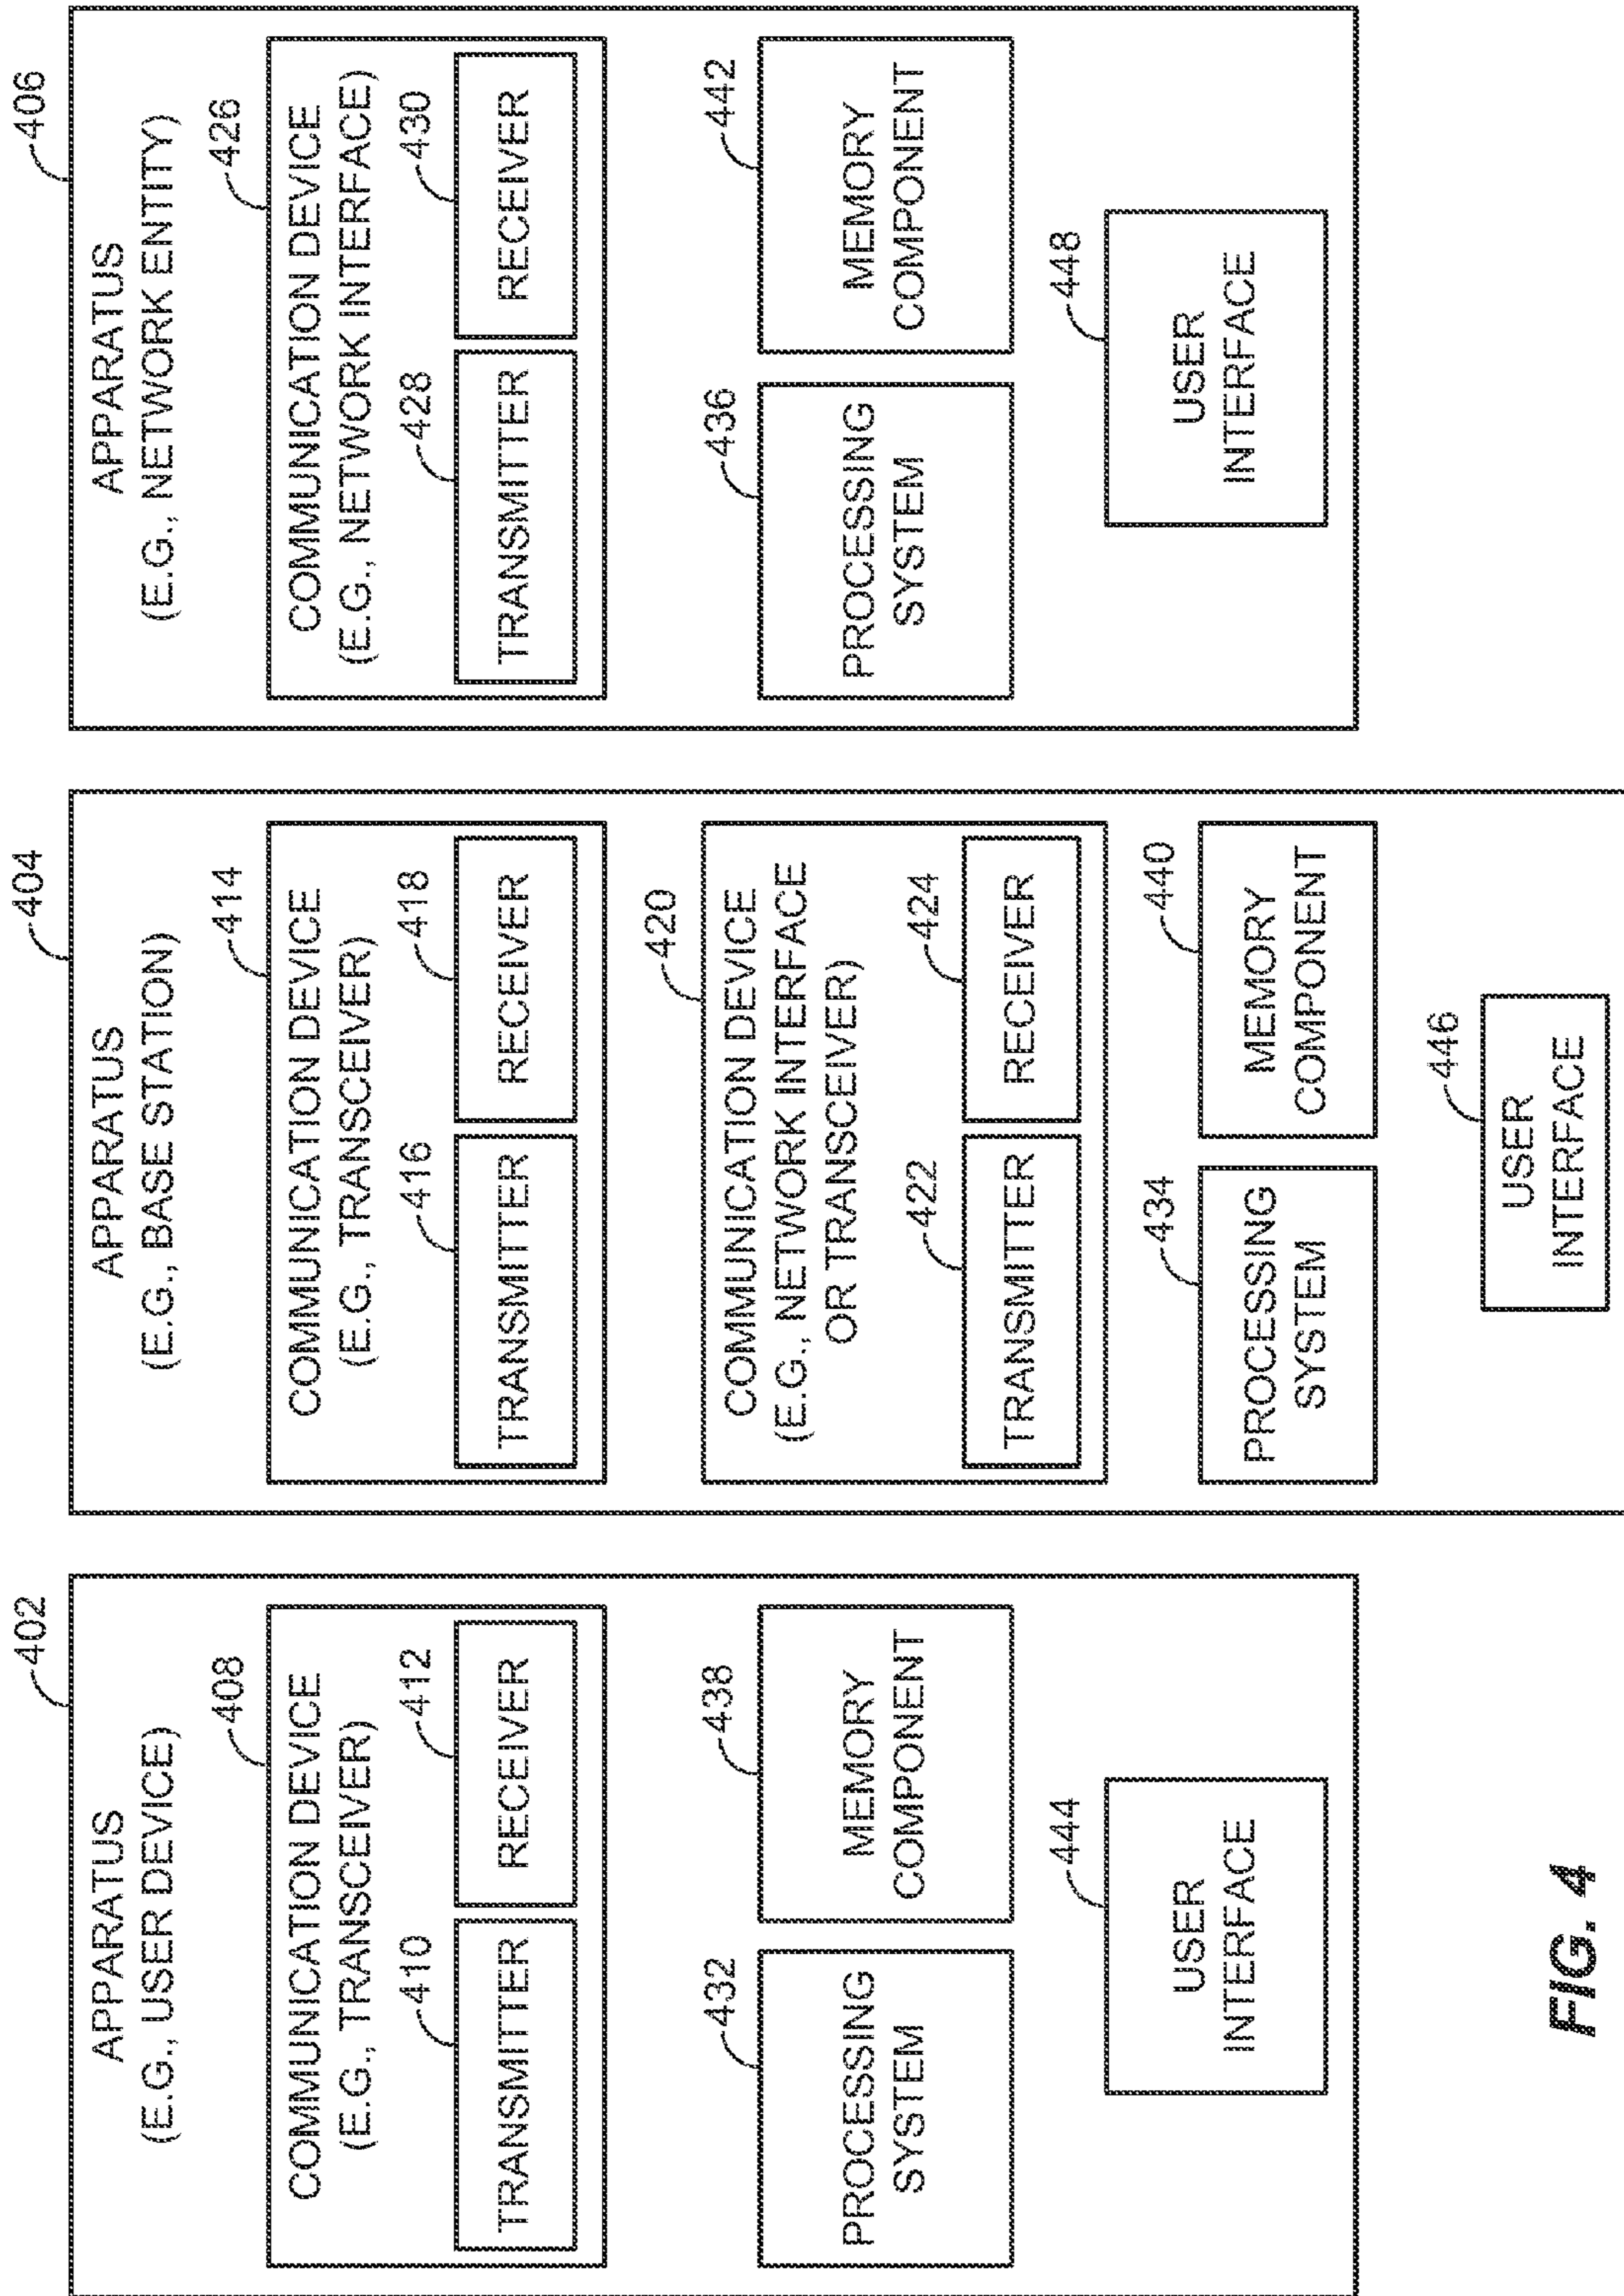 402
APPARATUS
(E.G., USER DEVICE)
408
COMMUNICATION DEVICE
(E.G., TRANSCEIVER)
410
412
TRANSMITTER
RECEIVER
432
438
PROCESSING
SYSTEM
MEMORY
COMPONENT
444
USER
INTERFACE
404
APPARATUS
(E.G., BASE STATION)
414
COMMUNICATION DEVICE
(E.G., TRANSCEIVER)
416
418
TRANSMITTER
RECEIVER
420
COMMUNICATION DEVICE
(E.G., NETWORK INTERFACE
OR TRANSCEIVER)
422
424
TRANSMITTER
RECEIVER
434
440
PROCESSING
SYSTEM
MEMORY
COMPONENT
446
USER
INTERFACE
406
APPARATUS
(E.G., NETWORK ENTITY)
426
COMMUNICATION DEVICE
(E.G., NETWORK INTERFACE)
428
430
TRANSMITTER
RECEIVER
436
442
PROCESSING
SYSTEM
MEMORY
COMPONENT
448
USER
INTERFACE
FIG. 4